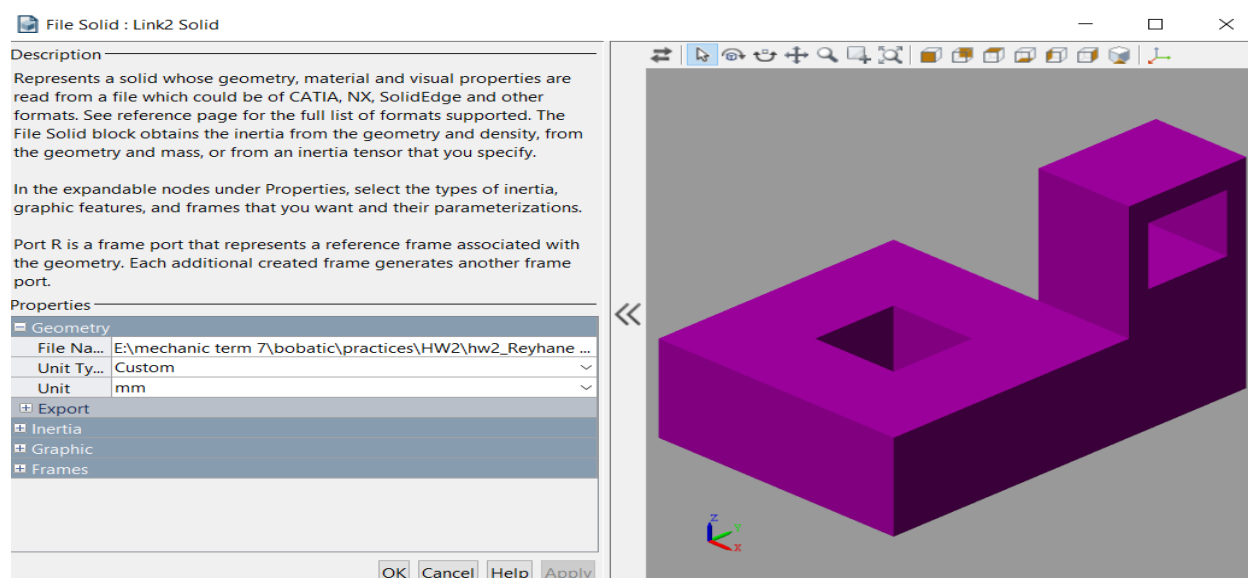 File Solid : Link2 Solid
Description
Represents a solid whose geometry, material and visual properties are
read from a file which could be of CATIA, NX, SolidEdge and other
formats. See reference page for the full list of formats supported. The
File Solid block obtains the inertia from the geometry and density, from
the geometry and mass, or from an inertia tensor that you specify.
In the expandable nodes under Properties, select the types of inertia,
graphic features, and frames that you want and their parameterizations.
Port R is a frame port that represents a reference frame associated with
the geometry. Each additional created frame generates another frame
port.
Properties
Geometry
File Na... E:\mechanic term 7\bobatic\practices\HW2\hw2_Reyhane ...
Unit Ty... Custom
Unit mm
Export
Inertia
Graphic
Frames
OK Cancel Help Apply
Z
Y
X